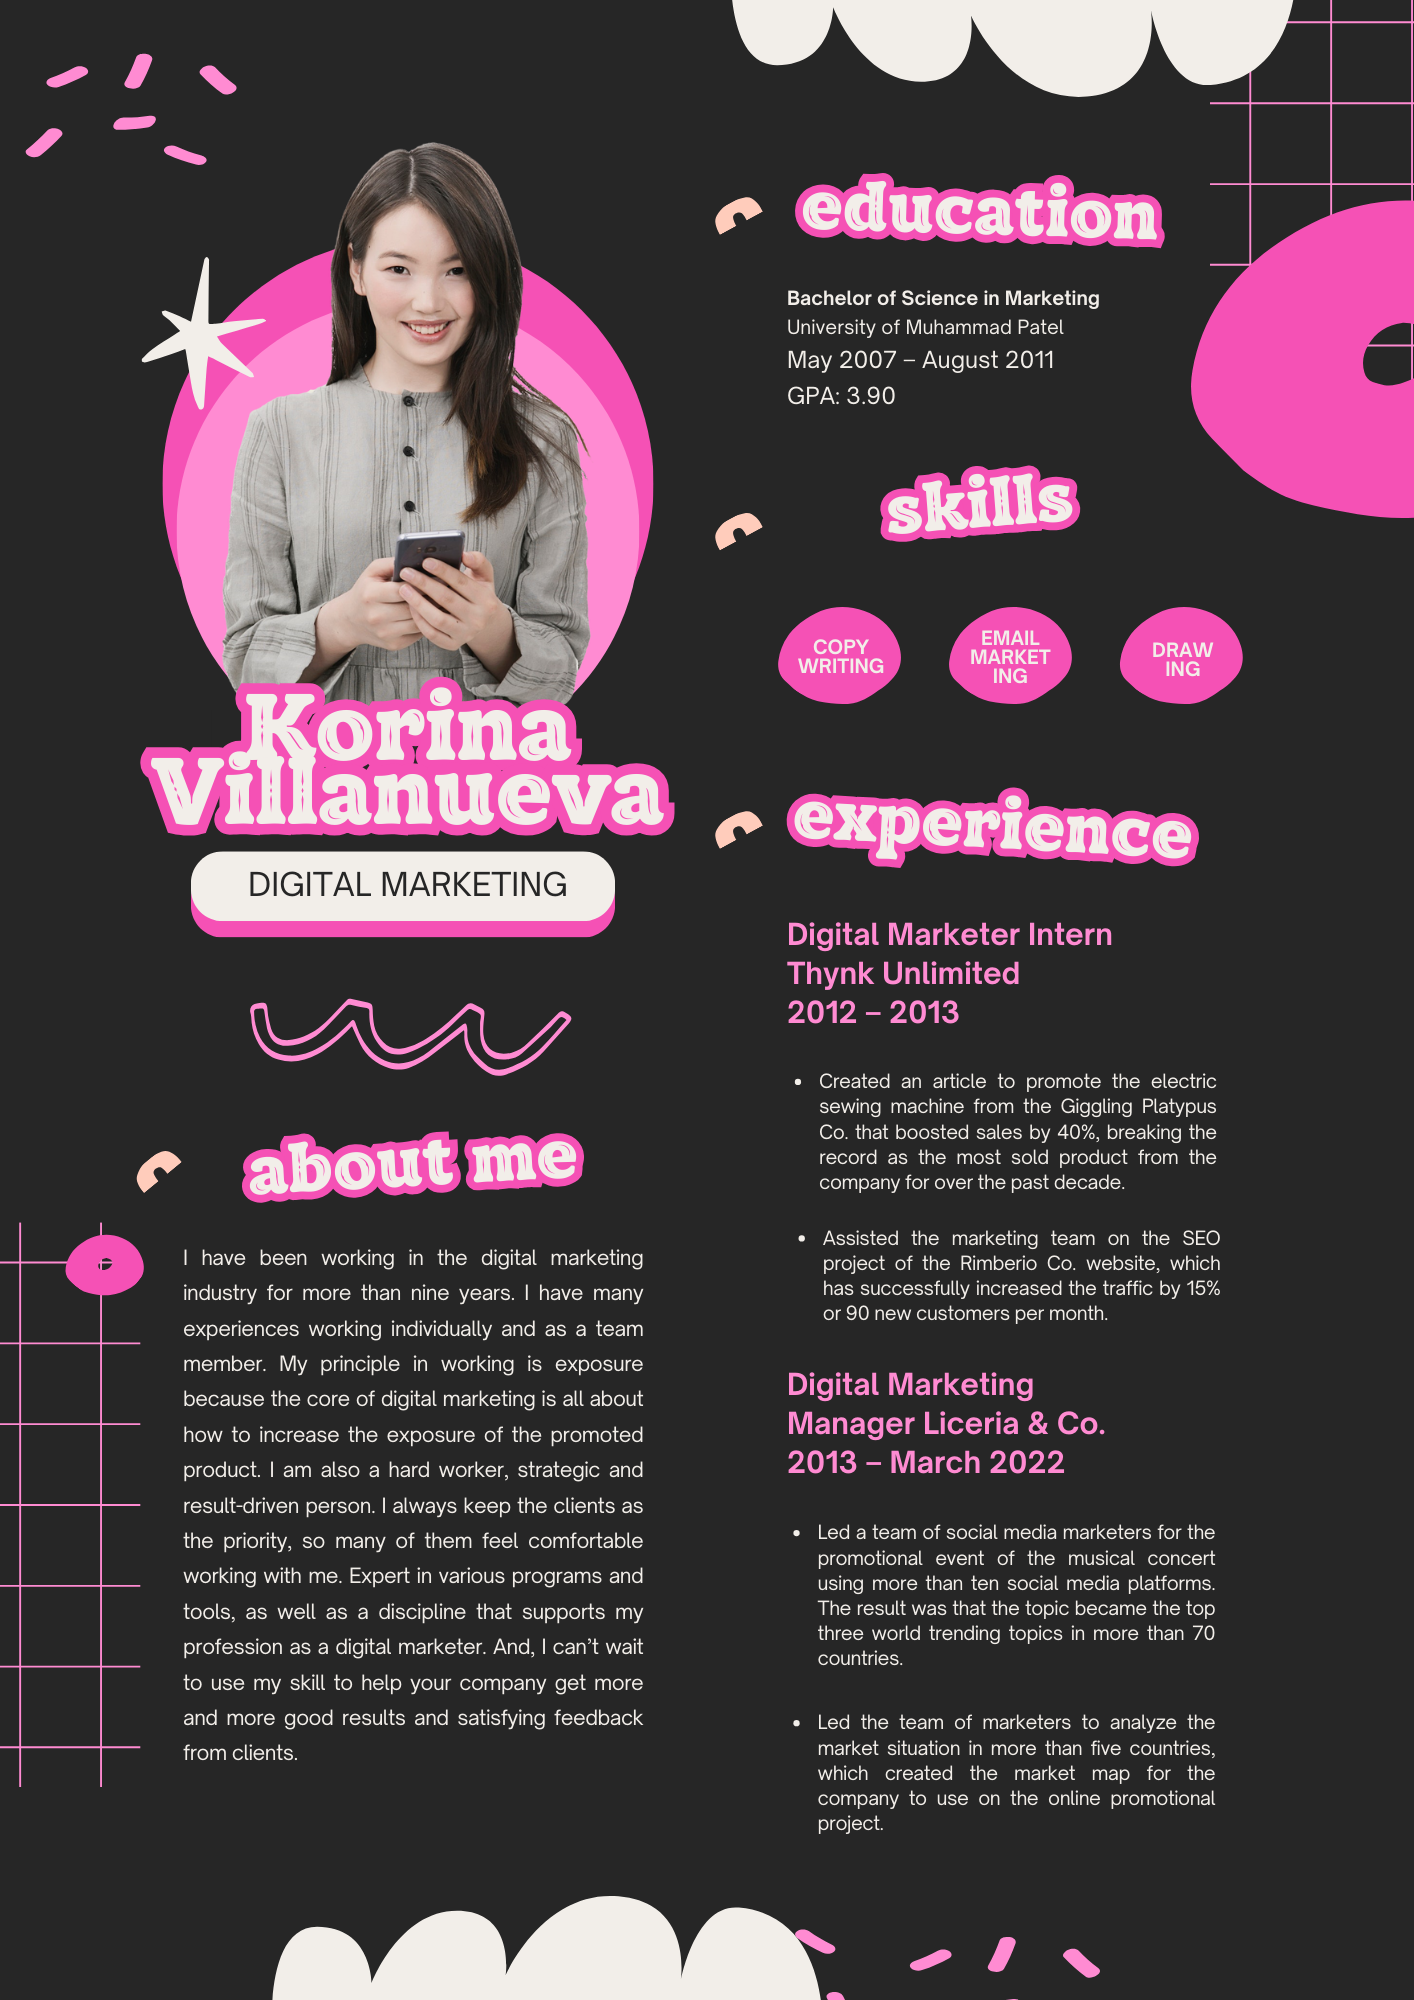 Korina
Villanueva
DIGITAL MARKETING
about me
I have been working in the digital marketing
industry for more than nine years. I have many
experiences working individually and as a team
member. My principle in working is exposure
because the core of digital marketing is all about
how to increase the exposure of the promoted
product. I am also a hard worker, strategic and
result-driven person. I always keep the clients as
the priority, so many of them feel comfortable
working with me. Expert in various programs and
tools, as well as a discipline that supports my
profession as a digital marketer. And, I can’t wait
to use my skill to help your company get more
and more good results and satisfying feedback
from clients.
education
Bachelor of Science in Marketing
University of Muhammad Patel
May 2007 – August 2011
GPA: 3.90
skills
COPY
WRITING
EMAIL
MARKET
ING
DRAW
ING
experience
Digital Marketer Intern
Thynk Unlimited
2012 – 2013
• Created an article to promote the electric
sewing machine from the Giggling Platypus
Co. that boosted sales by 40%, breaking the
record as the most sold product from the
company for over the past decade.
• Assisted the marketing team on the SEO
project of the Rimberio Co. website, which
has successfully increased the traffic by 15%
or 90 new customers per month.
Digital Marketing
Manager Liceria & Co.
2013 – March 2022
• Led a team of social media marketers for the
promotional event of the musical concert
using more than ten social media platforms.
The result was that the topic became the top
three world trending topics in more than 70
countries.
• Led the team of marketers to analyze the
market situation in more than five countries,
which created the market map for the
company to use on the online promotional
project.